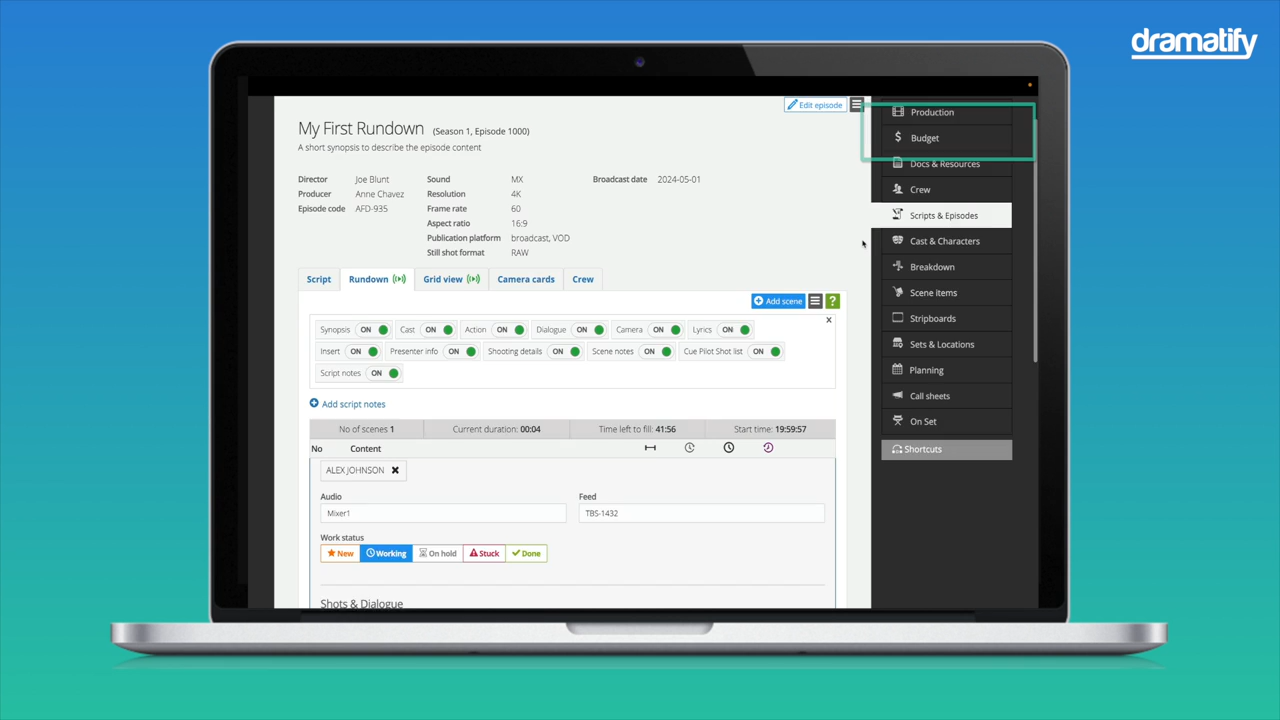 dramatify
Edit episode
My First Rundown (Season 1, Episode 1000)
A short synopsis to describe the episode content
Director Joe Blunt
Producer Anne Chavez
Episode code AFD-935
Sound MX
Resolution 4K
Frame rate 60
Aspect ratio 16:9
Publication platform broadcast, VOD
Still shot format RAW
Broadcast date 2024-05-01
Script Rundown Grid view Camera cards Crew
Add scene ?
x
Synopsis ON Cast ON Action ON Dialogue ON Camera ON Lyrics ON
Insert ON Presenter info ON Shooting details ON Scene notes ON Cue Pilot Shot list ON
Script notes ON
Add script notes
No of scenes 1 Current duration: 00:04 Time left to fill: 41:56 Start time: 19:59:57
No Content
ALEX JOHNSON
Audio Feed
Mixer1 TBS-1432
Work status
New Working On hold Stuck Done
Shots & Dialogue
Production
$ Budget
Docs & Resources
Crew
Scripts & Episodes
Cast & Characters
Breakdown
Scene items
Stripboards
Sets & Locations
Planning
Call sheets
On Set
Shortcuts